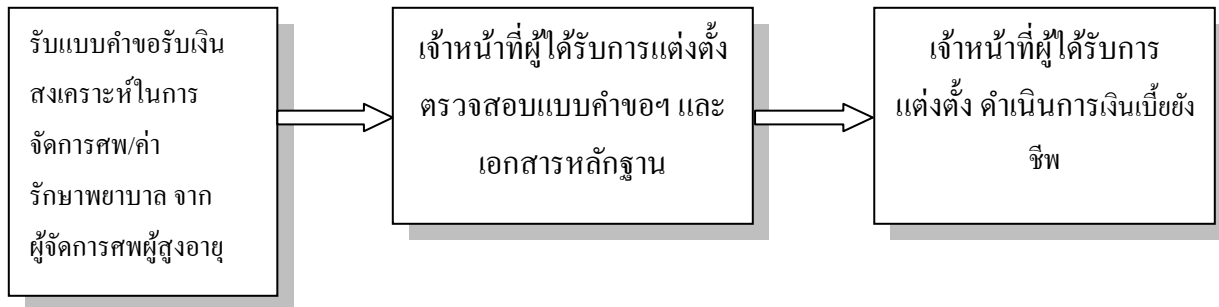 รับแบบคำขอรับเงิน
สงเคราะห์ในการ
จัดการศพ/ค่า
รักษาพยาบาล จาก
ผู้จัดการศพผู้สูงอายุ
เจ้าหน้าที่ผู้ได้รับการแต่งตั้ง
ตรวจสอบแบบคำขอฯ และ
เอกสารหลักฐาน
เจ้าหน้าที่ผู้ได้รับการ
แต่งตั้ง ดำเนินการเงินเบี้ยยัง
ชีพ